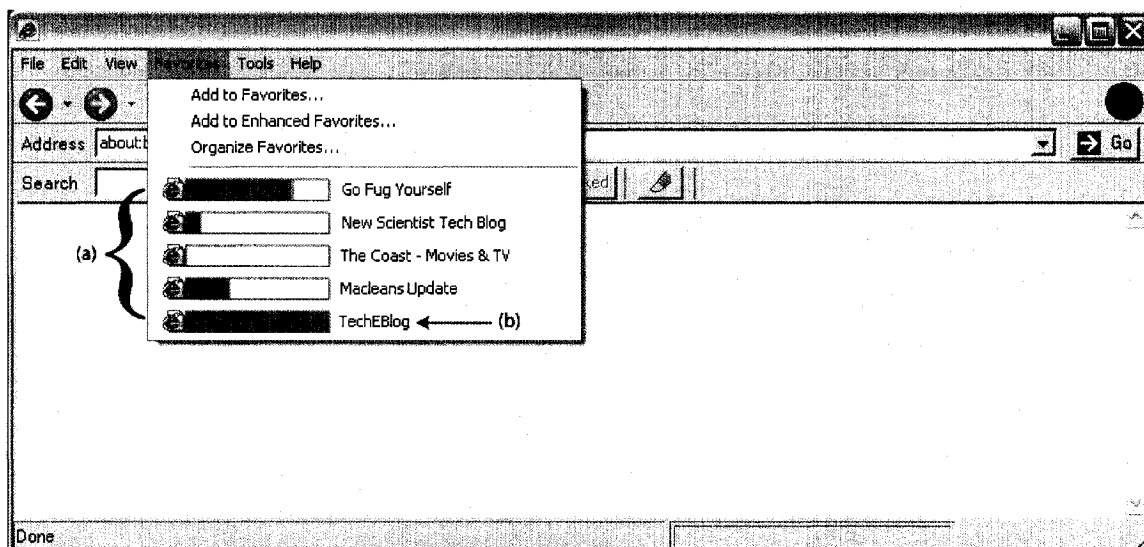 File Edit View Favorites Tools Help
Add to Favorites...
Add to Enhanced Favorites...
Organize Favorites...
Address about:b
Go
Search
ked
(a)
Go Fug Yourself
New Scientist Tech Blog
The Coast - Movies & TV
Macleans Update
TechEBlog
(b)
Done